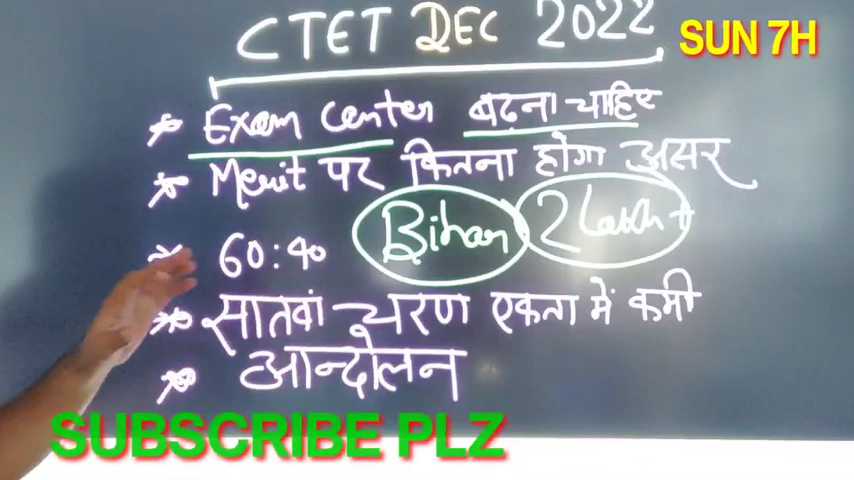 CTET DEC 2022
SUN 7H
* Exam center बढ़ना चाहिए
* Merit पर कितना होगा असर
Bihar 2 Lakh +
* 60:40
* सातवां चरण एकता में कमी
* आन्दोलन
SUBSCRIBE PLZ